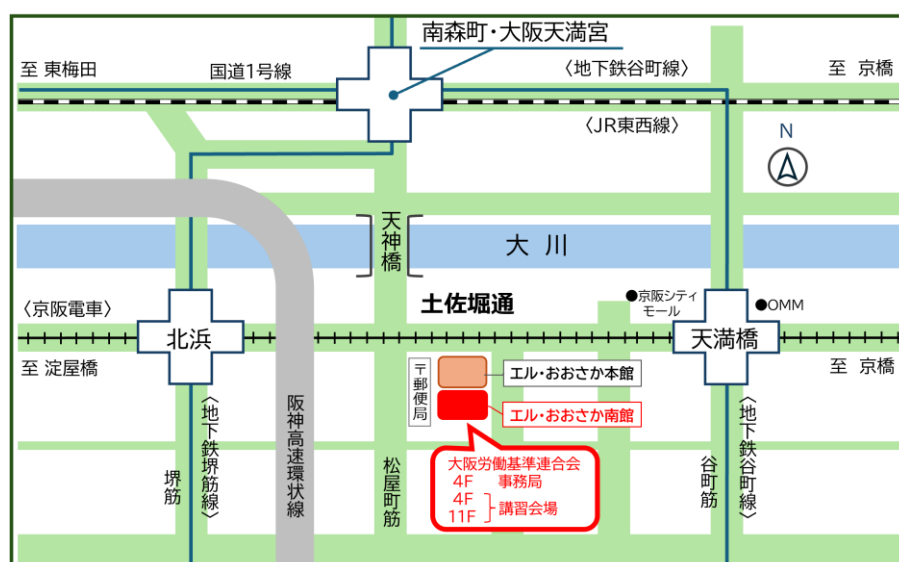 南森町・大阪天満宮
至 東梅田
国道1号線
〈地下鉄谷町線〉
至 京橋
〈JR東西線〉
N
天神橋
大川
〈京阪電車〉
土佐堀通
●京阪シティ
モール
●OMM
北浜
天満橋
至 淀屋橋
〒郵便局
エル・おおさか本館
至 京橋
エル・おおさか南館
大阪労働基準連合会
4F 事務局
4F
11F
講習会場
堺筋
〈地下鉄堺筋線〉
阪神高速環状線
松屋町筋
谷町筋
〈地下鉄谷町線〉